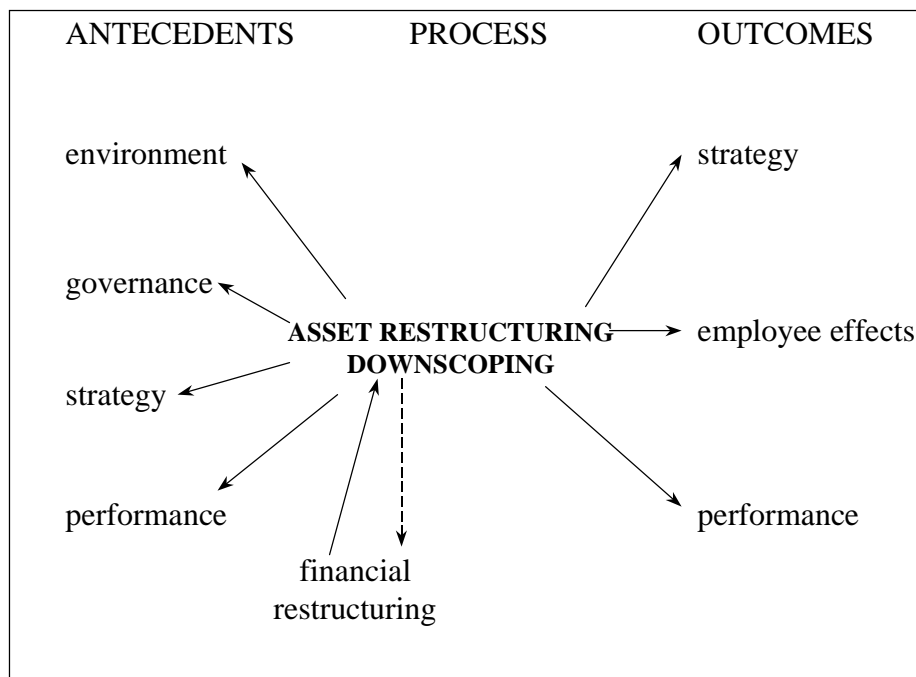 ANTECEDENTS PROCESS OUTCOMES
environment strategy
governance
ASSET RESTRUCTURING employee effects
DOWNSCOPING
strategy
performance performance
financial
restructuring